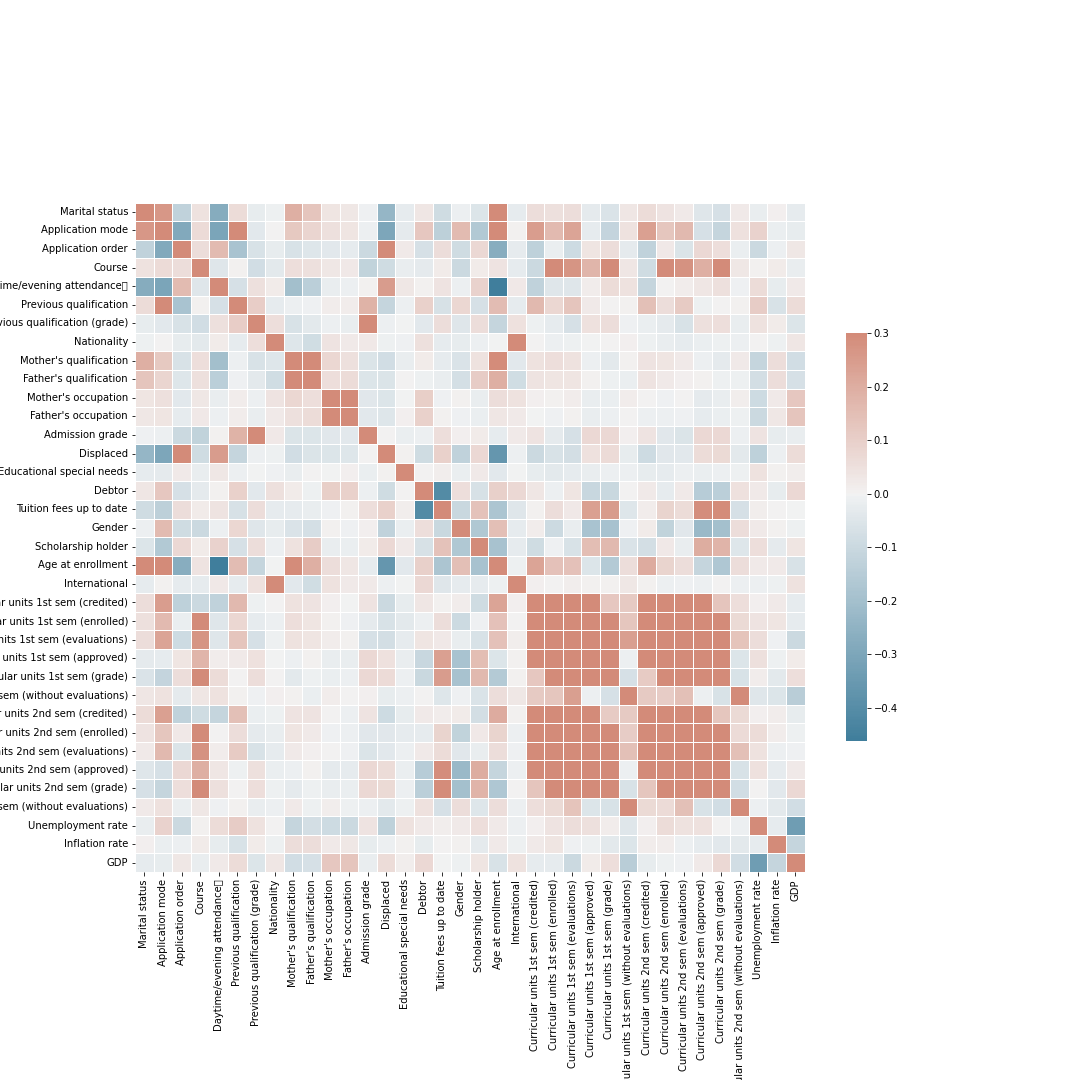 Marital status
Application mode
Application order
Course
me/evening attendance▯
Previous qualification
vious qualification (grade)
Nationality
Mother's qualification
Father's qualification
Mother's occupation
Father's occupation
Admission grade
Displaced
Educational special needs
Debtor
Tuition fees up to date
Gender
Scholarship holder
Age at enrollment
International
lar units 1st sem (credited)
ar units 1st sem (enrolled)
nits 1st sem (evaluations)
units 1st sem (approved)
ular units 1st sem (grade)
sem (without evaluations)
r units 2nd sem (credited)
r units 2nd sem (enrolled)
its 2nd sem (evaluations)
units 2nd sem (approved)
lar units 2nd sem (grade)
sem (without evaluations)
Unemployment rate
Inflation rate
GDP
0.3
0.2
0.1
0.0
−0.1
−0.2
−0.3
−0.4
Marital status
Application mode
Application order
Course
Daytime/evening attendance▯
Previous qualification
Previous qualification (grade)
Nationality
Mother's qualification
Father's qualification
Mother's occupation
Father's occupation
Admission grade
Displaced
Educational special needs
Debtor
Tuition fees up to date
Gender
Scholarship holder
Age at enrollment
International
Curricular units 1st sem (credited)
Curricular units 1st sem (enrolled)
Curricular units 1st sem (evaluations)
Curricular units 1st sem (approved)
Curricular units 1st sem (grade)
ular units 1st sem (without evaluations)
Curricular units 2nd sem (credited)
Curricular units 2nd sem (enrolled)
Curricular units 2nd sem (evaluations)
Curricular units 2nd sem (approved)
Curricular units 2nd sem (grade)
ular units 2nd sem (without evaluations)
Unemployment rate
Inflation rate
GDP